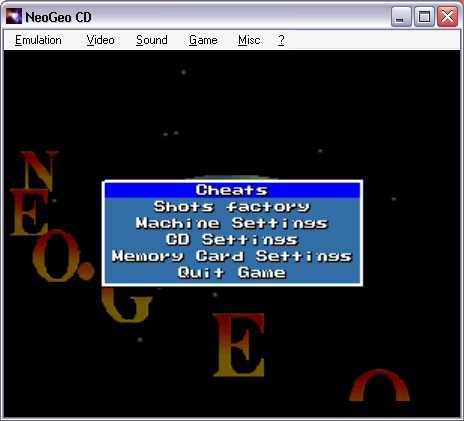 NeoGeo CD
Emulation Video Sound Game Misc ?
Cheats
Shots factory
Machine Settings
CD Settings
Memory Card Settings
Quit Game
NEO.GEO